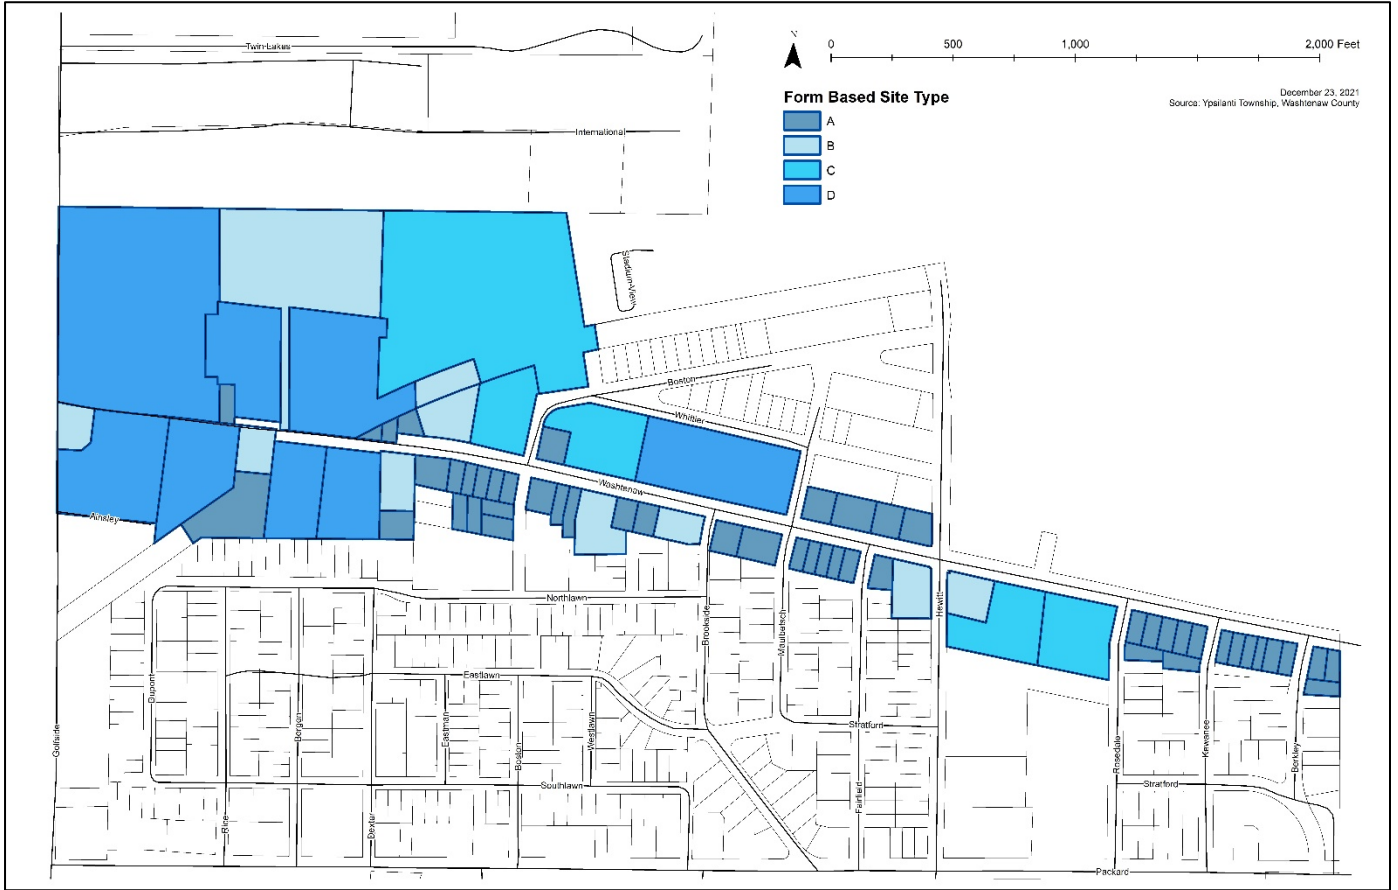 Twin Lakes
N
0 500 1,000 2,000 Feet
Form Based Site Type
December 23, 2021
Source: Ypsilanti Township, Washtenaw County
A
B
C
D
International
Stadium View
Boston
Whittier
Washtenaw
Ainsley
Northlawn
Brookside
Maulbetsch
Hewitt
Eastlawn
Dupont
Bergen
Eastman
Boston
Westlawn
Stratford
Golfside
Rosedale
Kewanee
Berkley
Southlawn
Stratford
Fairfield
Rice
Dexter
Packard